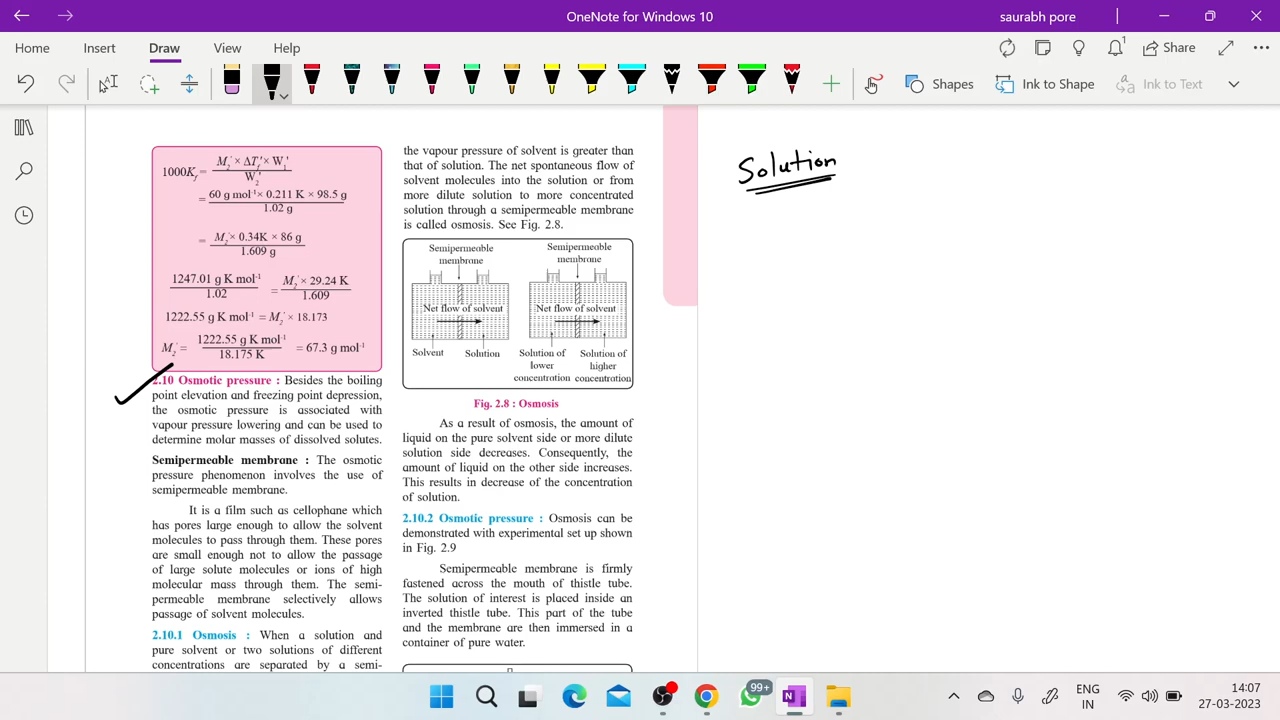 OneNote for Windows 10
saurabh pore
Home Insert Draw View Help
Share
Shapes
Ink to Shape
Ink to Text
1000K_f = M_2' × ΔT_f' × W_1' / W_2'
= 60 g mol⁻¹ × 0.211 K × 98.5 g / 1.02 g
= M_2' × 0.34K × 86 g / 1.609 g
1247.01 g K mol⁻¹ / 1.02 = M_2' × 29.24 K / 1.609
1222.55 g K mol⁻¹ = M_2' × 18.173
M_2' = 1222.55 g K mol⁻¹ / 18.175 K = 67.3 g mol⁻¹
2.10 Osmotic pressure : Besides the boiling
point elevation and freezing point depression,
the osmotic pressure is associated with
vapour pressure lowering and can be used to
determine molar masses of dissolved solutes.
Semipermeable membrane : The osmotic
pressure phenomenon involves the use of
semipermeable membrane.
It is a film such as cellophane which
has pores large enough to allow the solvent
molecules to pass through them. These pores
are small enough not to allow the passage
of large solute molecules or ions of high
molecular mass through them. The semi-
permeable membrane selectively allows
passage of solvent molecules.
2.10.1 Osmosis : When a solution and
pure solvent or two solutions of different
concentrations are separated by a semi-
the vapour pressure of solvent is greater than
that of solution. The net spontaneous flow of
solvent molecules into the solution or from
more dilute solution to more concentrated
solution through a semipermeable membrane
is called osmosis. See Fig. 2.8.
Semipermeable
membrane
Net flow of solvent
Solvent Solution
Semipermeable
membrane
Net flow of solvent
Solution of
lower
concentration
Solution of
higher
concentration
Fig. 2.8 : Osmosis
As a result of osmosis, the amount of
liquid on the pure solvent side or more dilute
solution side decreases. Consequently, the
amount of liquid on the other side increases.
This results in decrease of the concentration
of solution.
2.10.2 Osmotic pressure : Osmosis can be
demonstrated with experimental set up shown
in Fig. 2.9
Semipermeable membrane is firmly
fastened across the mouth of thistle tube.
The solution of interest is placed inside an
inverted thistle tube. This part of the tube
and the membrane are then immersed in a
container of pure water.
Solution
99+
ENG
IN
14:07
27-03-2023